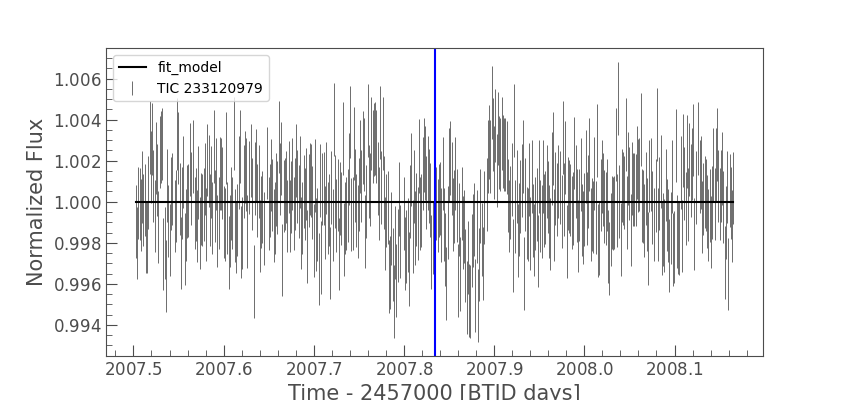 fit_model
TIC 233120979
1.006
1.004
1.002
1.000
0.998
0.996
0.994
Normalized Flux
2007.5 2007.6 2007.7 2007.8 2007.9 2008.0 2008.1
Time - 2457000 [BTJD days]